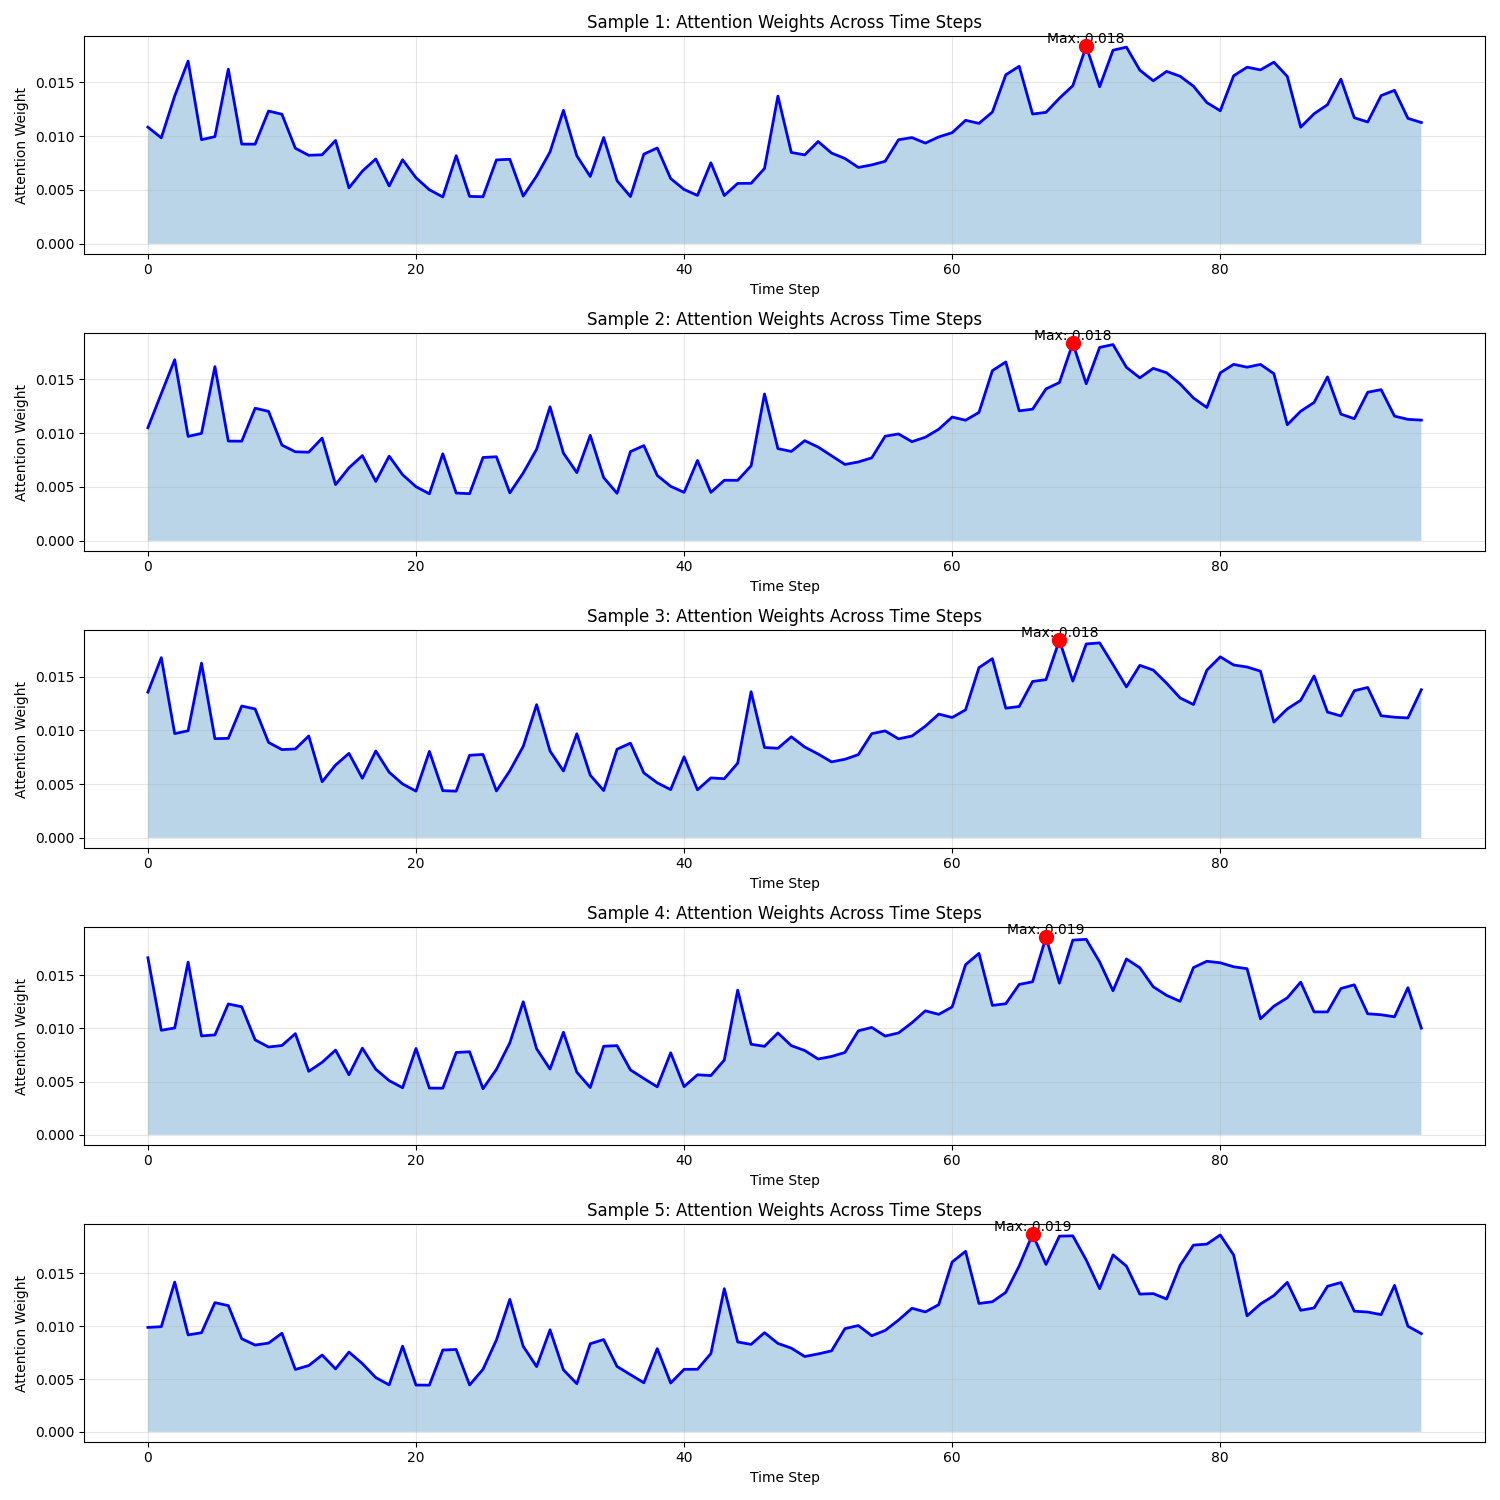 Sample 1: Attention Weights Across Time Steps
Max: 0.018
Attention Weight
0.015
0.010
0.005
0.000
0 20 40 60 80
Time Step
Sample 2: Attention Weights Across Time Steps
Max: 0.018
Attention Weight
0.015
0.010
0.005
0.000
0 20 40 60 80
Time Step
Sample 3: Attention Weights Across Time Steps
Max: 0.018
Attention Weight
0.015
0.010
0.005
0.000
0 20 40 60 80
Time Step
Sample 4: Attention Weights Across Time Steps
Max: 0.019
Attention Weight
0.015
0.010
0.005
0.000
0 20 40 60 80
Time Step
Sample 5: Attention Weights Across Time Steps
Max: 0.019
Attention Weight
0.015
0.010
0.005
0.000
0 20 40 60 80
Time Step